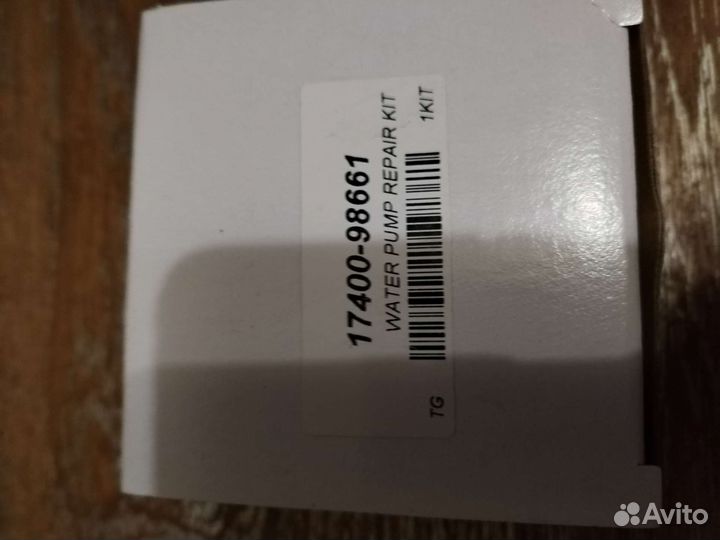 17400-98661
WATER PUMP REPAIR KIT
TG
1KIT
Avito